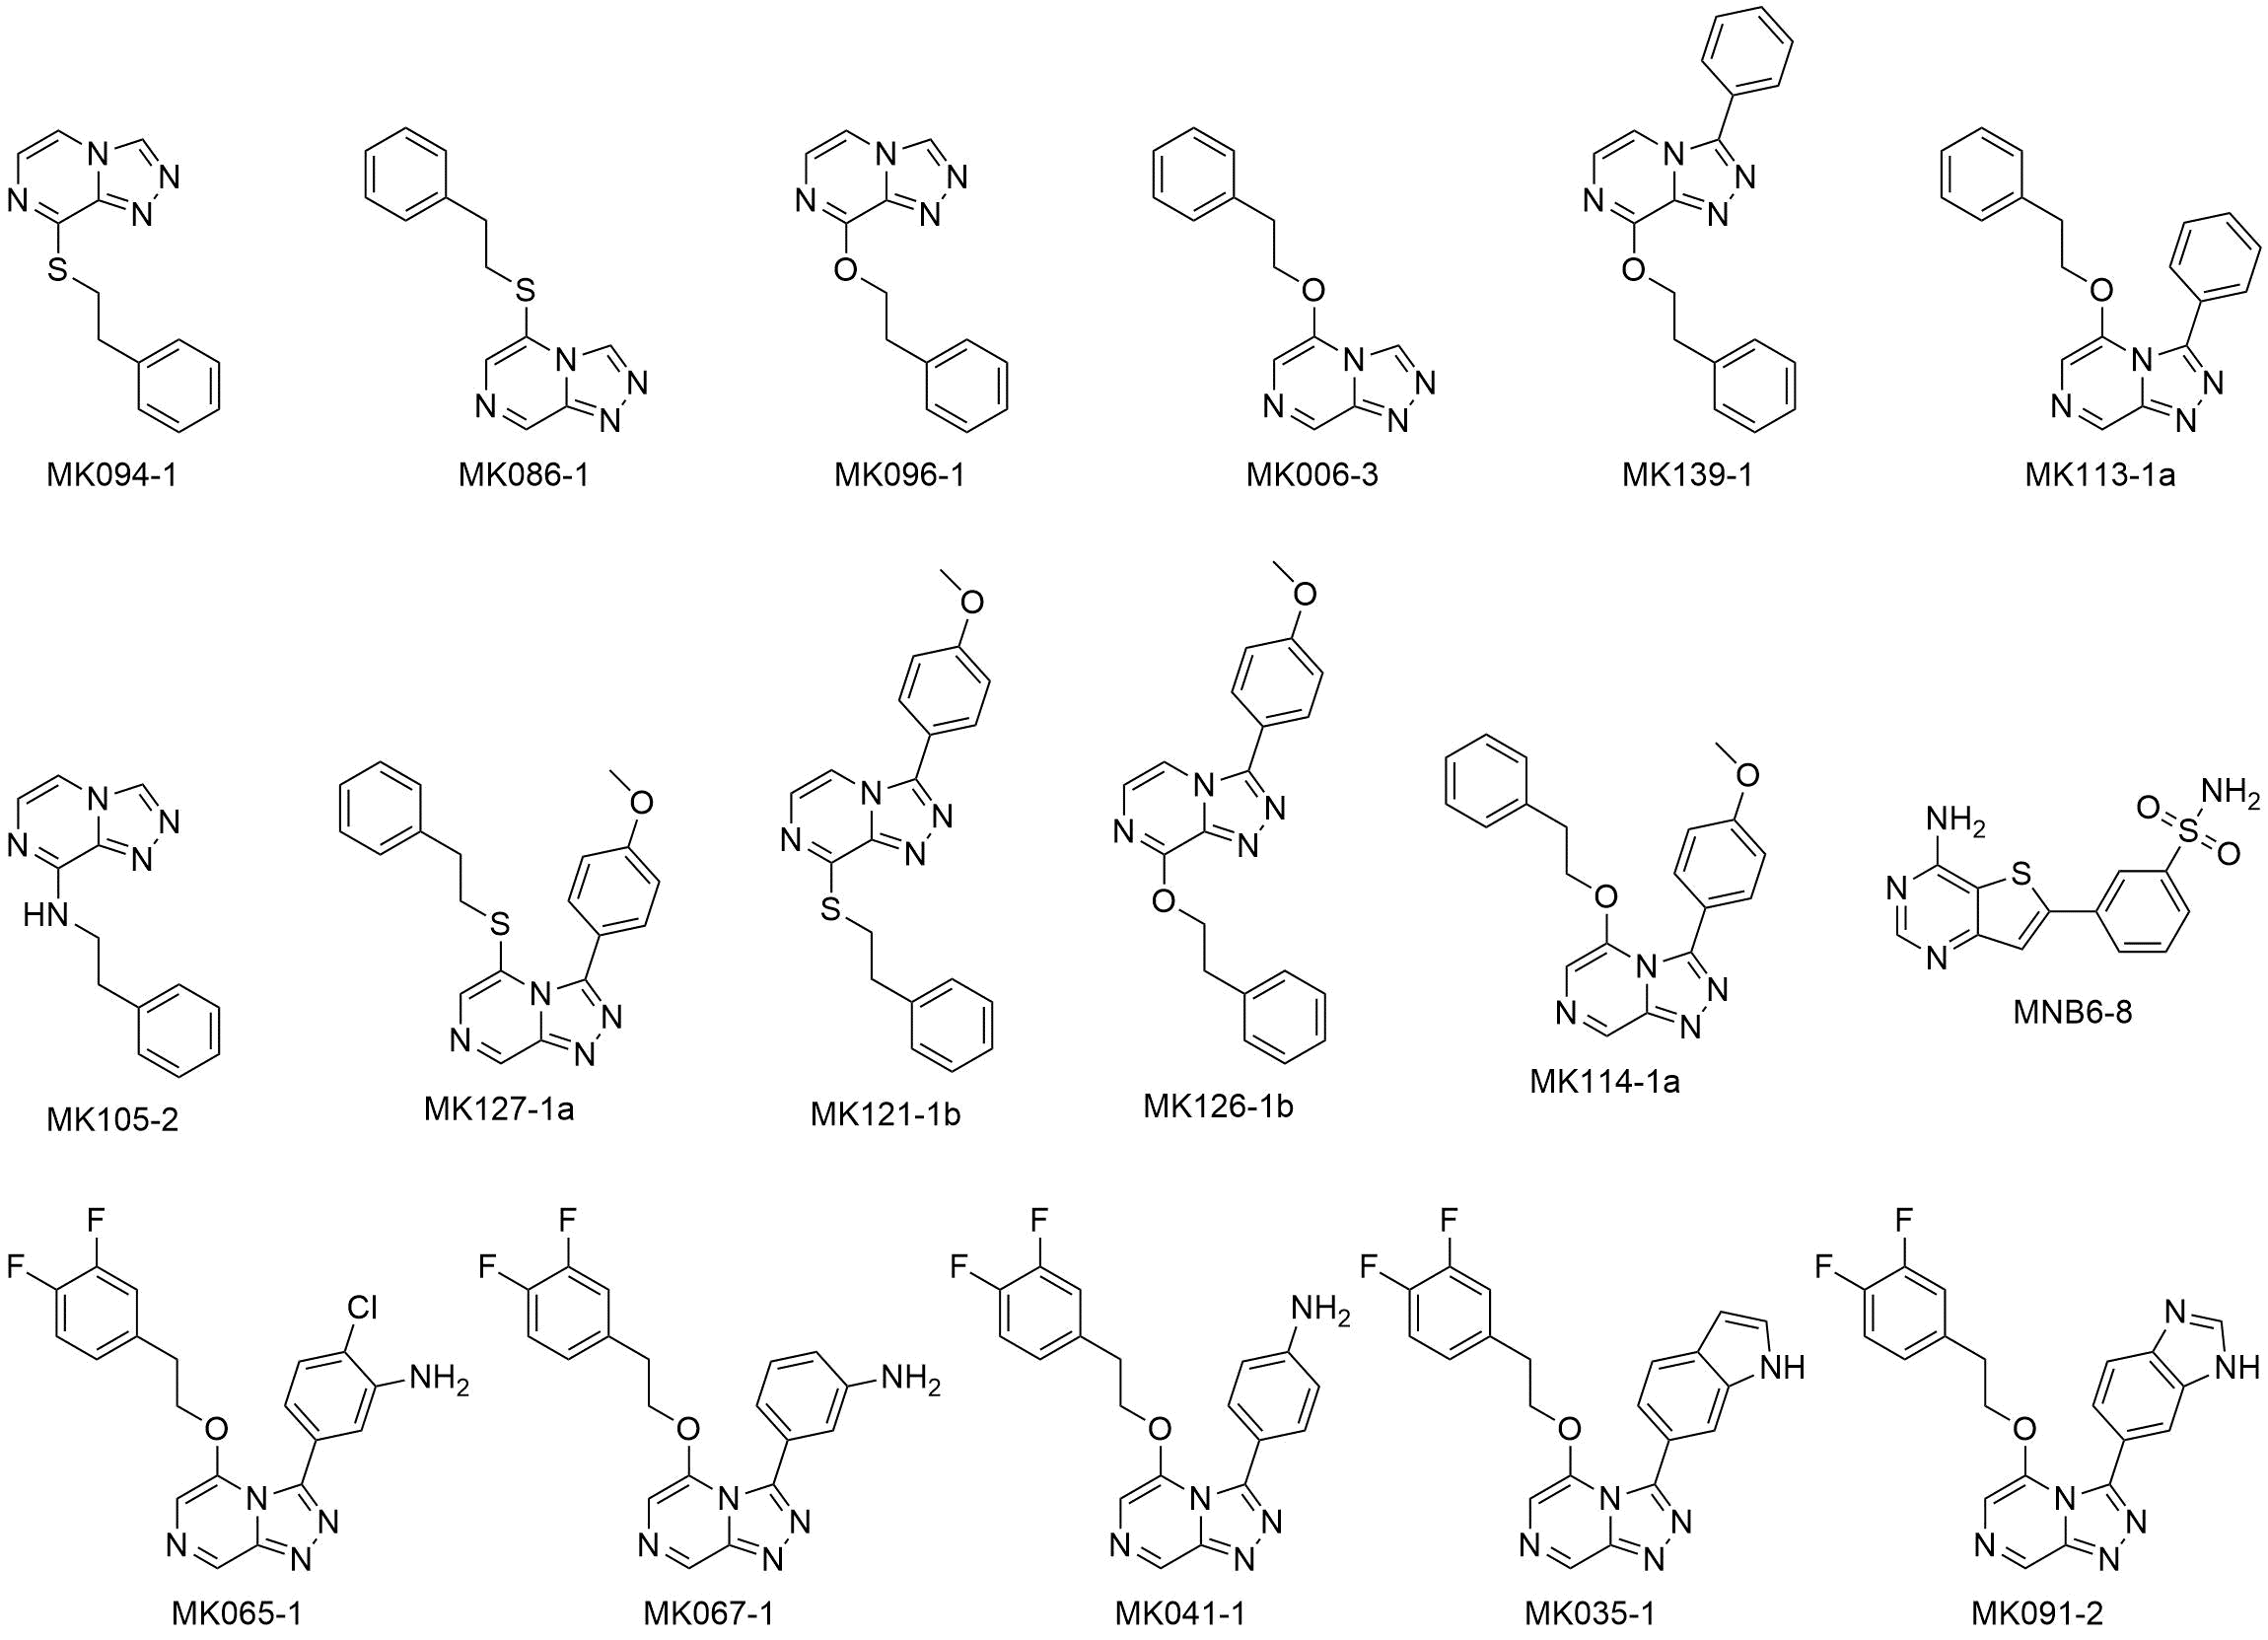 N
N
N
N
S
MK094-1
S
N
N
N
N
MK086-1
N
N
N
N
O
MK096-1
O
N
N
N
N
MK006-3
N
N
N
N
O
MK139-1
O
N
N
N
N
MK113-1a
N
N
N
N
HN
MK105-2
O
S
N
N
N
N
MK127-1a
O
N
N
N
N
S
MK121-1b
O
N
N
N
N
O
MK126-1b
O
O
N
N
N
N
MK114-1a
NH2
O
S
O
NH2
S
N
N
MNB6-8
F
F
Cl
NH2
O
N
N
N
N
MK065-1
F
F
NH2
O
N
N
N
N
MK067-1
F
F
NH2
O
N
N
N
N
MK041-1
F
F
NH
O
N
N
N
N
MK035-1
F
F
N
NH
O
N
N
N
N
MK091-2